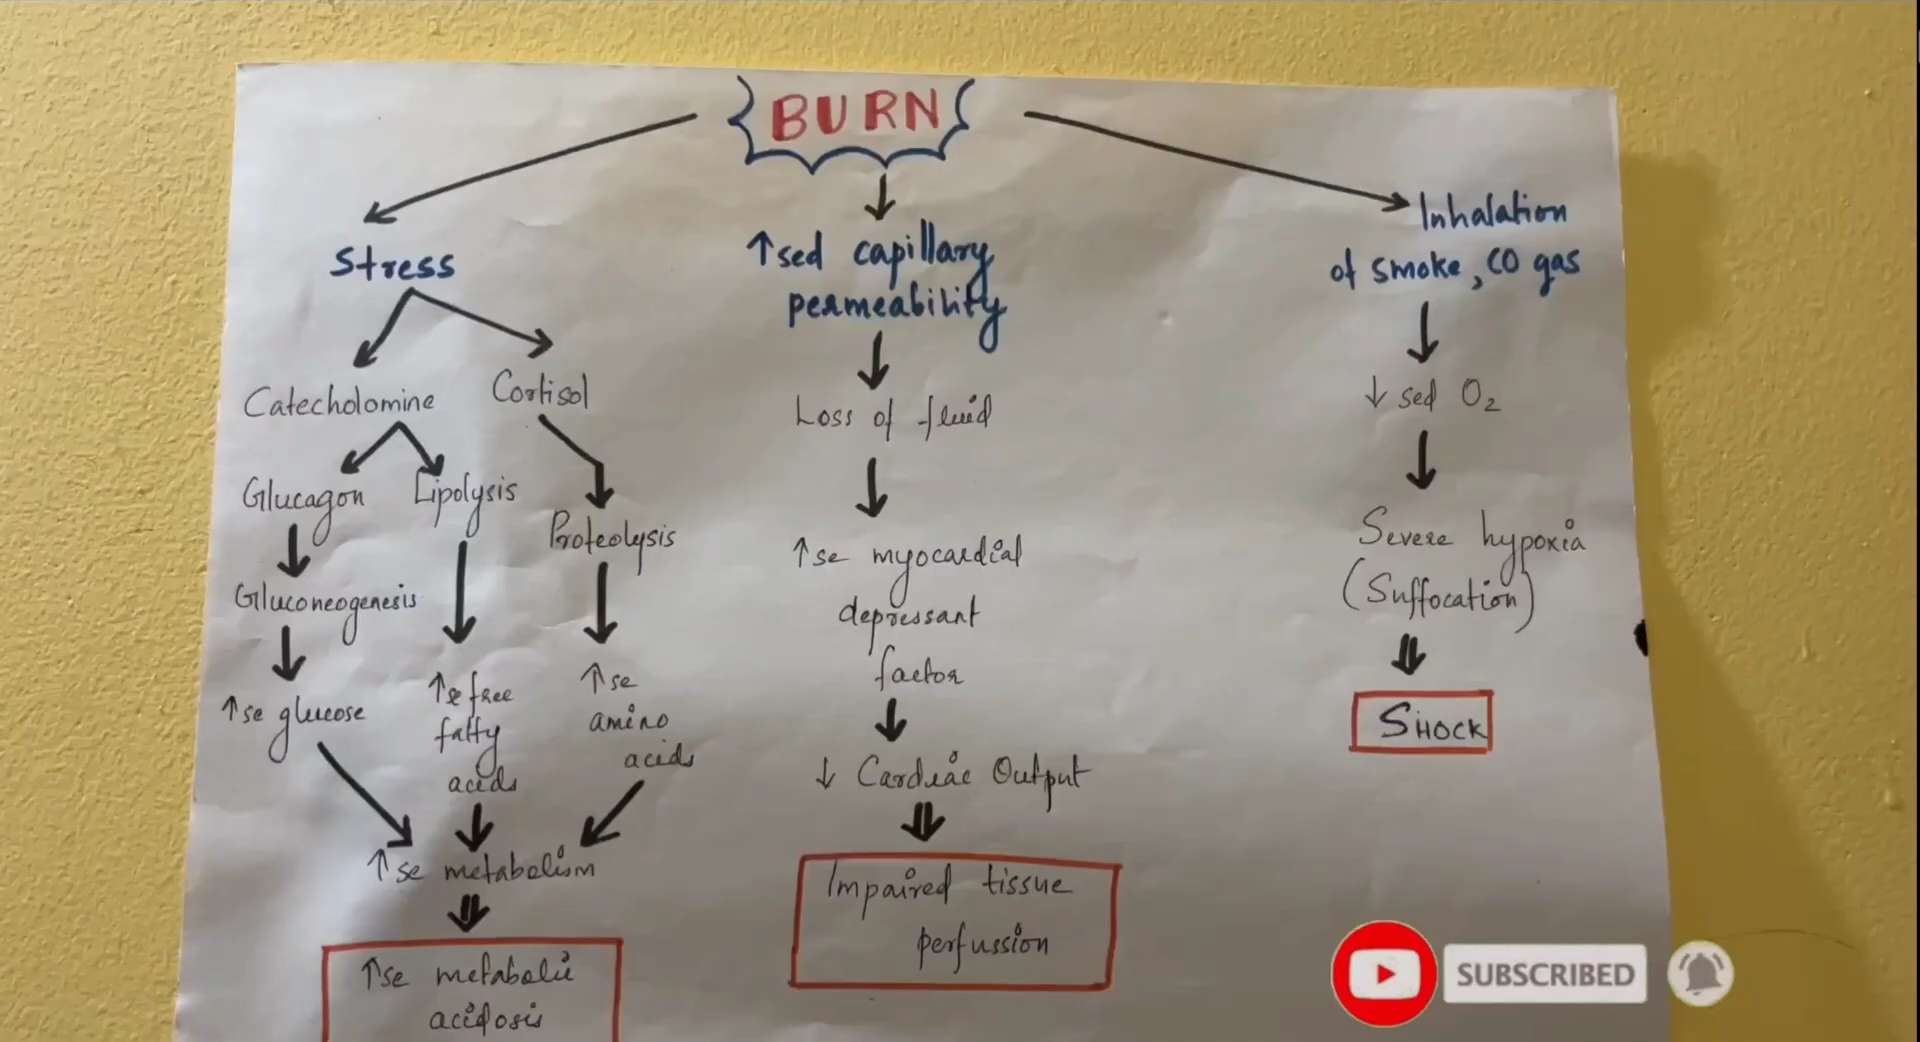 BURN
Stress
↑sed capillary
permeability
Inhalation
of smoke, CO gas
Catecholomine
Cortisol
Loss of fluid
↓ sed O₂
Glucagon
Lipolysis
Proteolysis
↑se myocardial
depressant
factor
Severe hypoxia
(Suffocation)
Gluconeogenesis
↑se glucose
↑se free
fatty
acids
↑se
amino
acids
↓ Cardiac Output
SHOCK
↑se metabolism
Impaired tissue
perfussion
↑se metabolic
acidosis
SUBSCRIBED